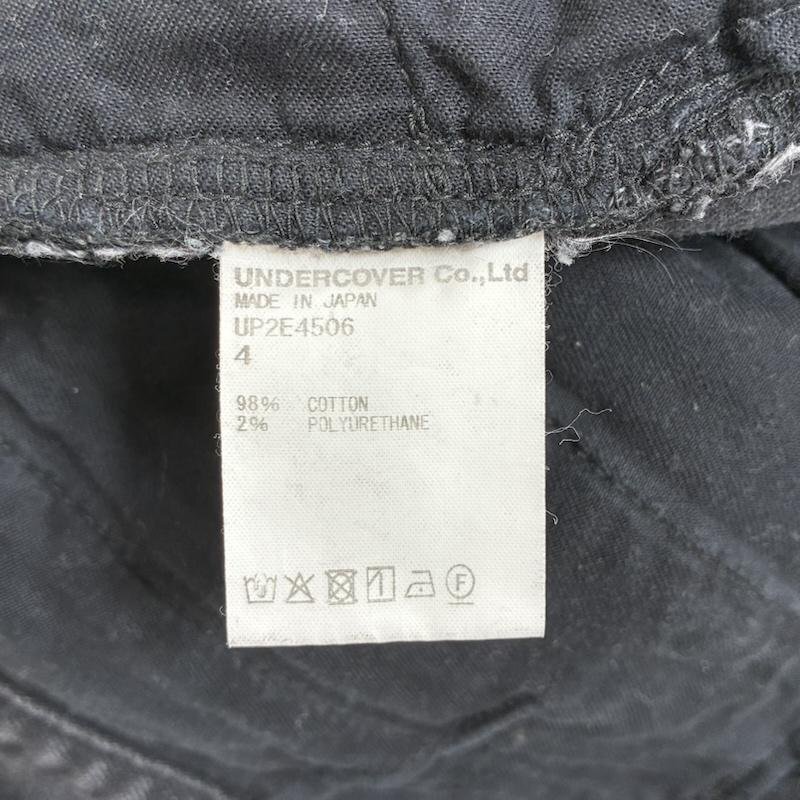 UNDERCOVER Co.,Ltd
MADE IN JAPAN
UP2E4506
4
98% COTTON
2% POLYURETHANE
F